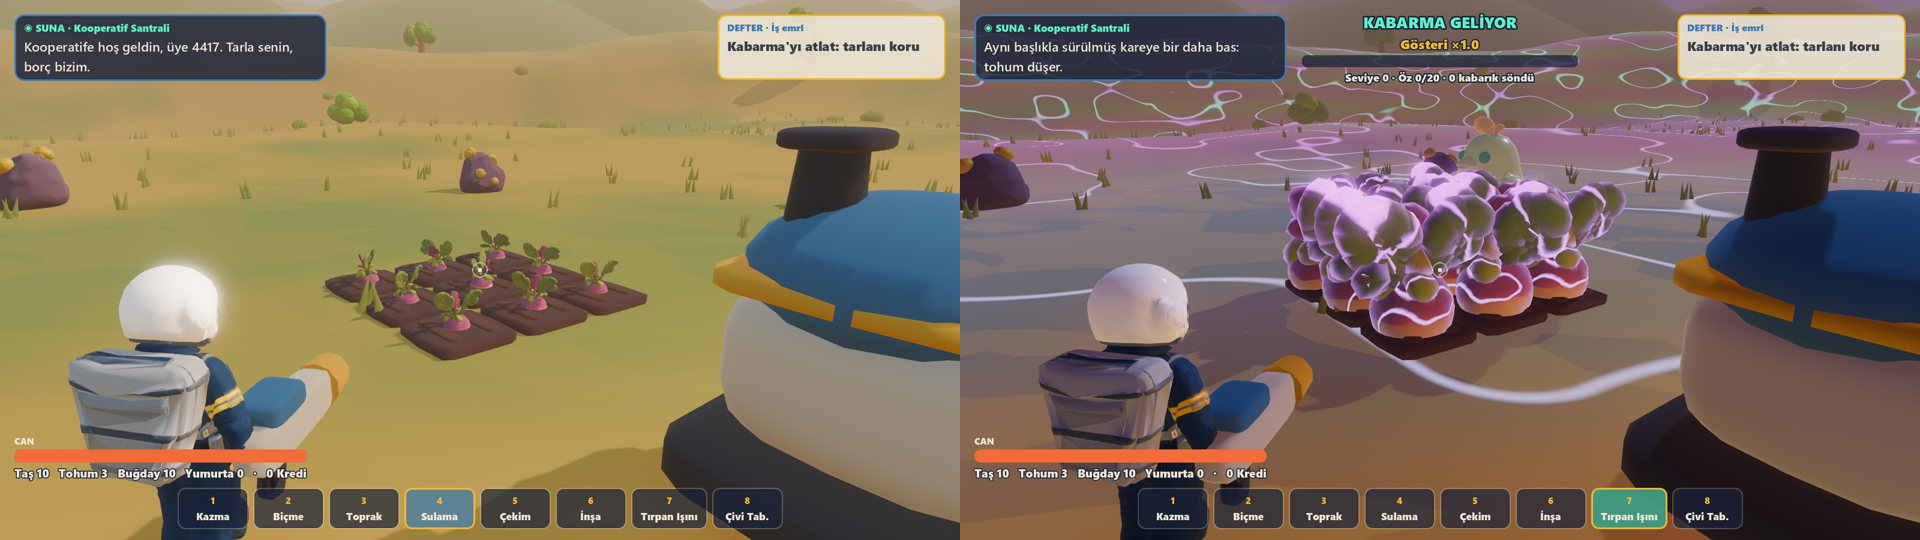 SUNA · Kooperatif Santrali
Kooperatife hoş geldin, üye 4417. Tarla senin,
borç bizim.
DEFTER · İş emri
Kabarma'yı atlat: tarlanı koru
CAN
Taş 10 Tohum 3 Buğday 10 Yumurta 0 · 0 Kredi
1 2 3 4 5 6 7 8
Kazma Biçme Toprak Sulama Çekim İnşa Tırpan Işını Çivi Tab.
SUNA · Kooperatif Santrali
Aynı başlıkla sürülmüş kareye bir daha bas:
tohum düşer.
KABARMA GELİYOR
Gösteri ×1.0
Seviye 0 · Öz 0/20 · 0 kabarık söndü
DEFTER · İş emri
Kabarma'yı atlat: tarlanı koru
CAN
Taş 10 Tohum 3 Buğday 10 Yumurta 0 · 0 Kredi
1 2 3 4 5 6 7 8
Kazma Biçme Toprak Sulama Çekim İnşa Tırpan Işını Çivi Tab.